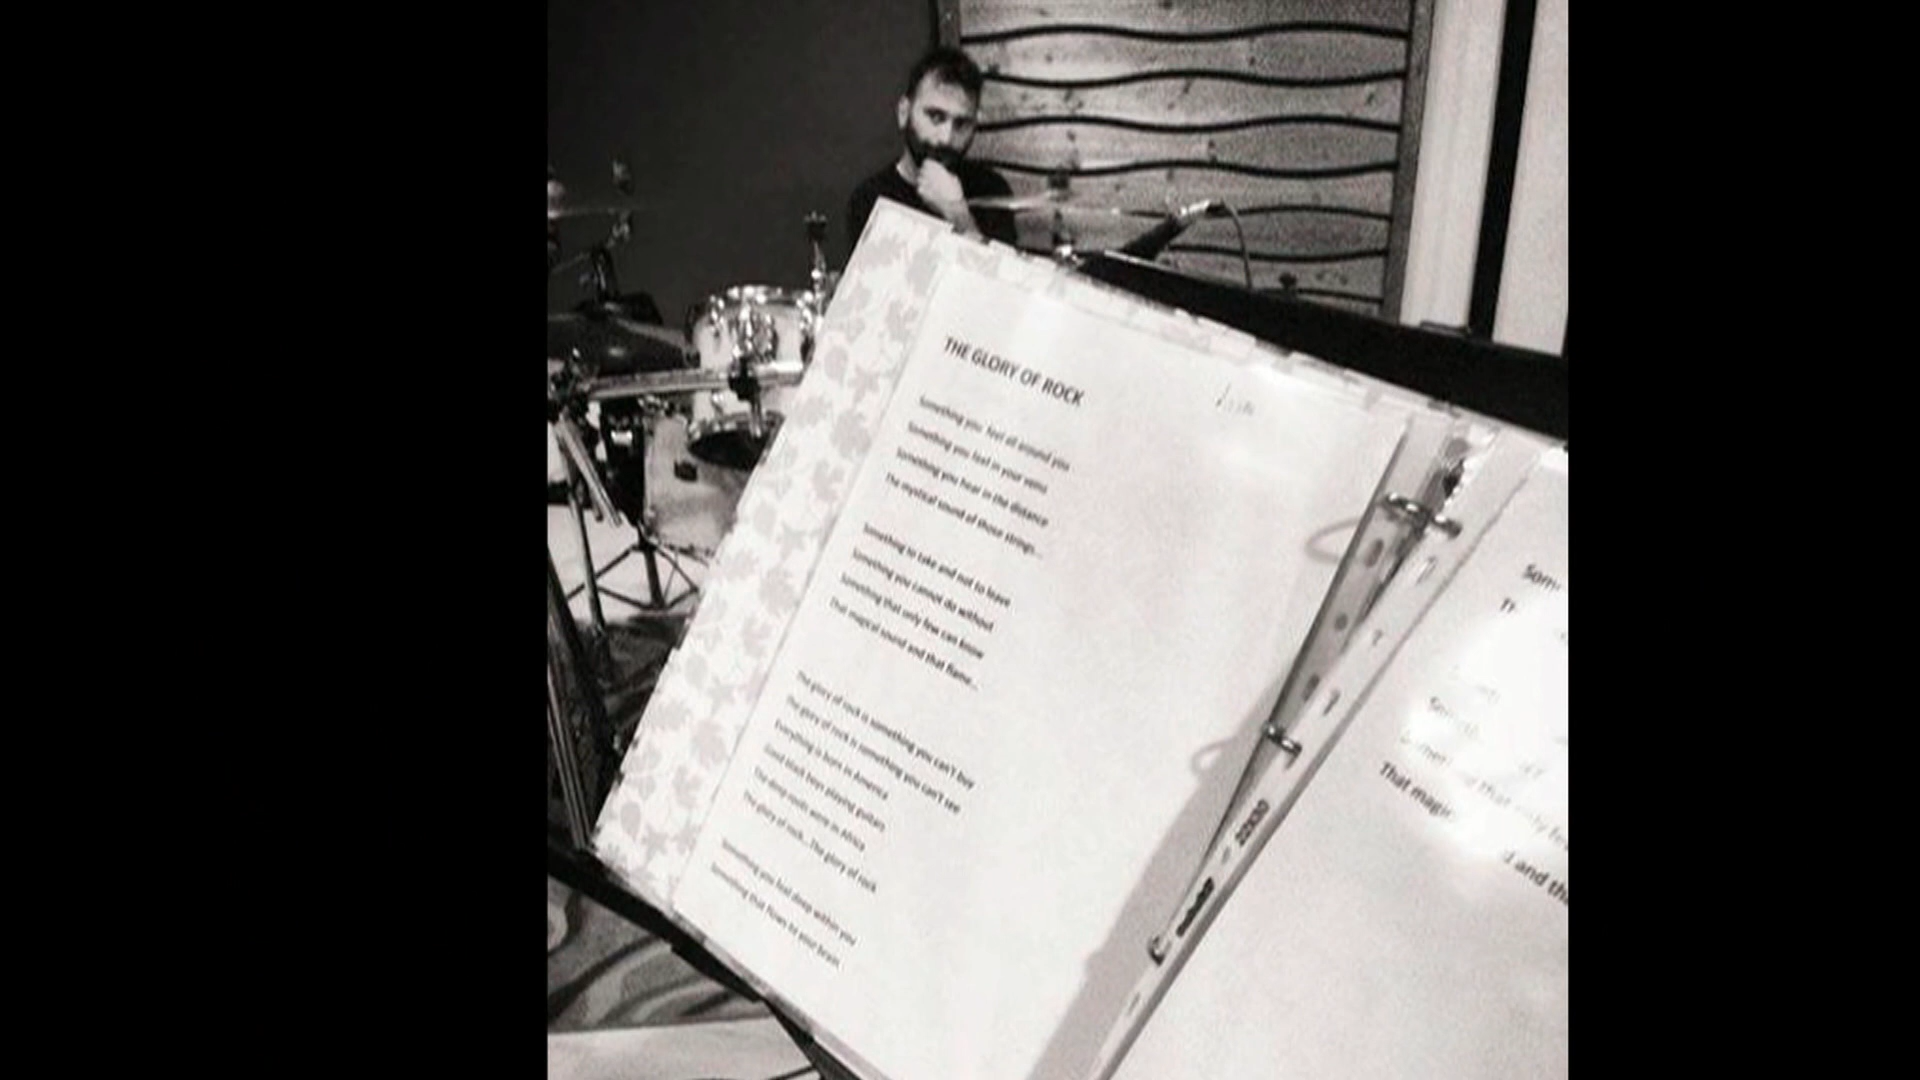 THE GLORY OF ROCK
Something you feel all around you
Something you feel in your veins
Something you hear in the distance
The mystical sound of those strings...
Something to take and not to leave
Something you cannot do without
Something that only few can know
That magical sound and that flame...
The glory of rock is something you can't buy
The glory of rock is something you can't see
Everything is born in America
Good black boys playing guitars
The deep roots were in Africa
The glory of rock... The glory of rock
Something you feel deep within you
Something that flows to your brain
22X30
That magic
and